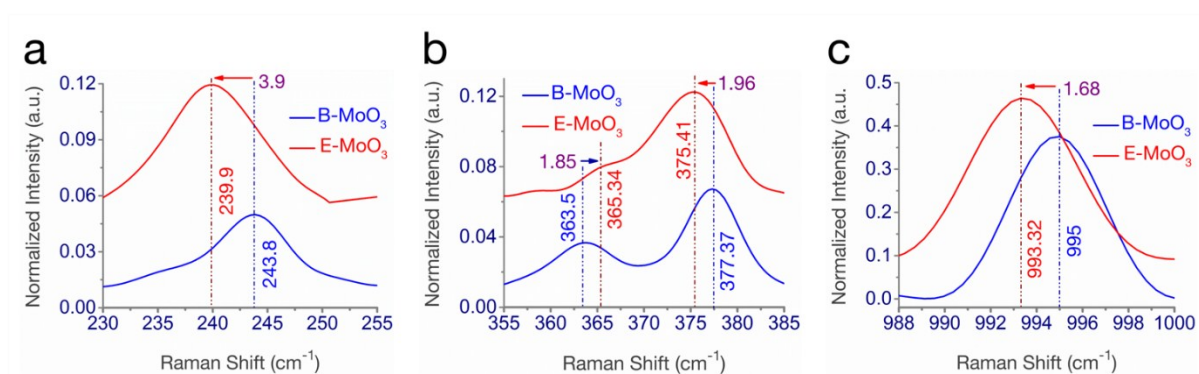 a
Normalized Intensity (a.u.)
0.12
0.09
0.06
0.03
0.00
3.9
B-MoO₃
E-MoO₃
239.9
243.8
230 235 240 245 250 255
Raman Shift (cm⁻¹)
b
Normalized Intensity (a.u.)
0.12
0.08
0.04
0.00
1.96
B-MoO₃
E-MoO₃
1.85
363.5
365.34
375.41
377.37
355 360 365 370 375 380 385
Raman Shift (cm⁻¹)
c
Normalized Intensity (a.u.
0.5
0.4
0.3
0.2
0.1
0.0
1.68
B-MoO₃
E-MoO₃
993.32
995
988 990 992 994 996 998 1000
Raman Shift (cm⁻¹)